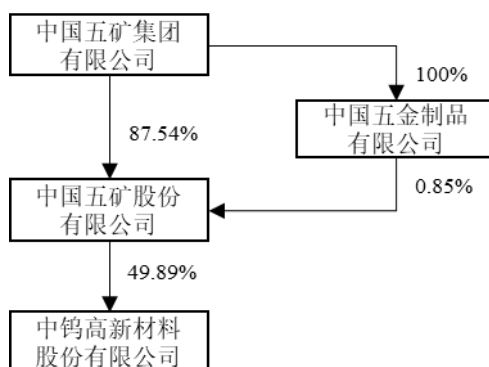 中国五矿集团
有限公司
100%
中国五金制品
有限公司
87.54%
0.85%
中国五矿股份
有限公司
49.89%
中钨高新材料
股份有限公司